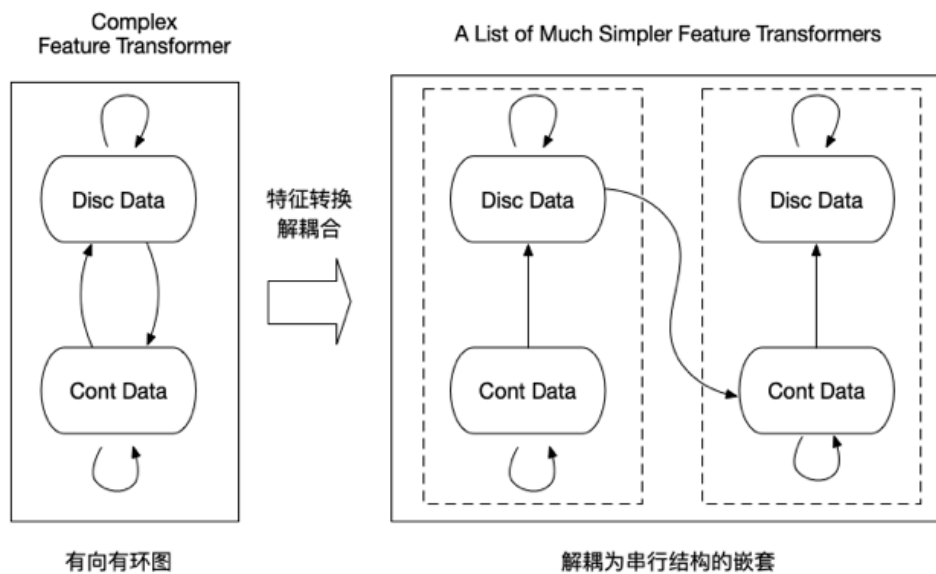 Complex
Feature Transformer
A List of Much Simpler Feature Transformers
Disc Data
Cont Data
特征转换
解耦合
Disc Data
Disc Data
Cont Data
Cont Data
有向有环图
解耦为串行结构的嵌套